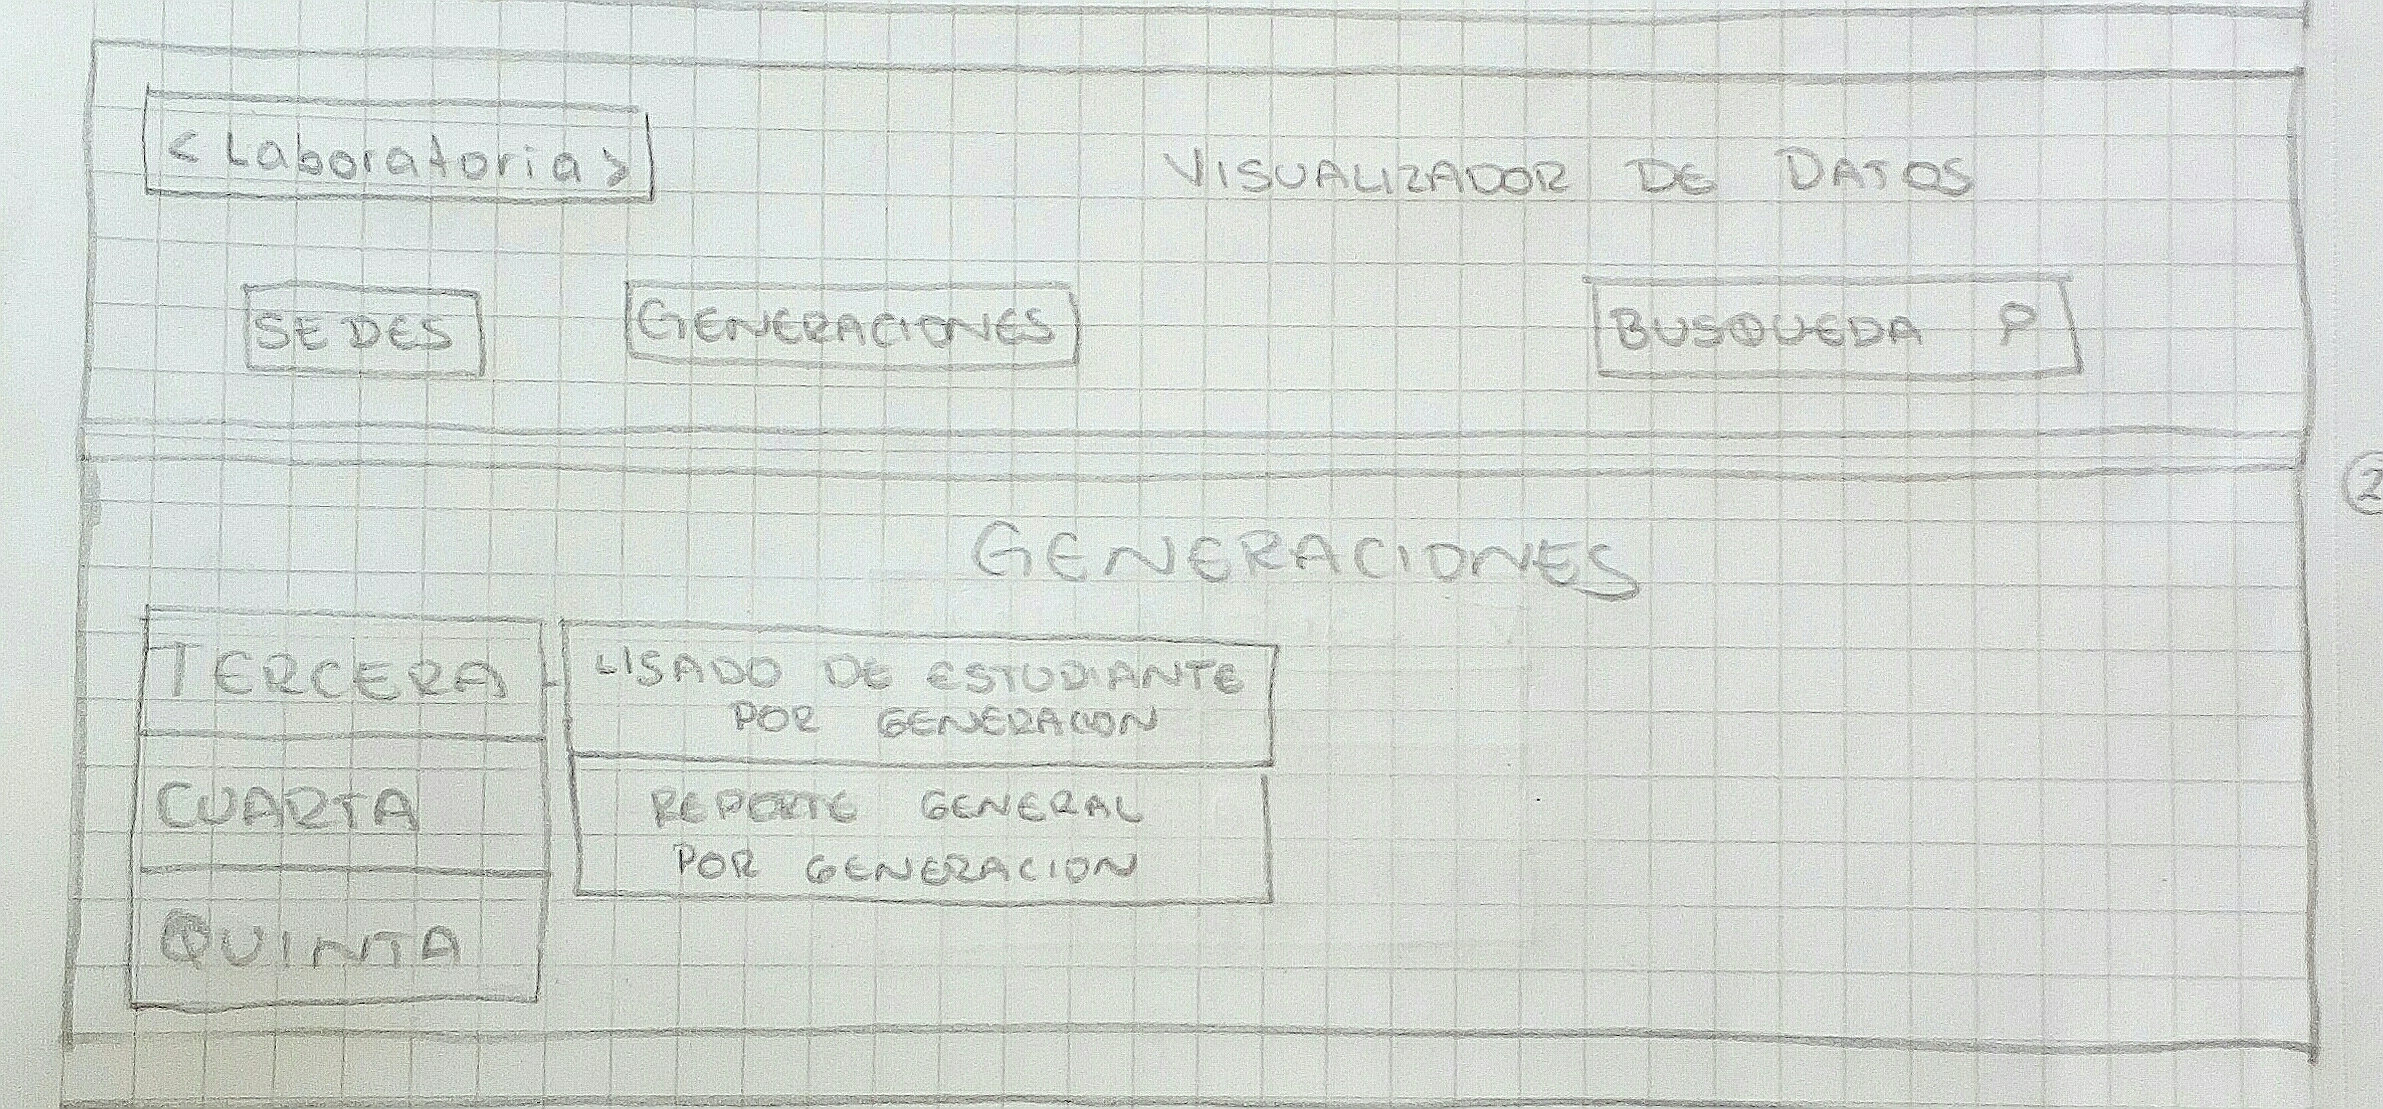 <Laboratoria>
VISUALIZADOR DE DATOS
SEDES
GENERACIONES
BUSQUEDA
2
GENERACIONES
TERCERA
LISADO DE ESTUDIANTE
POR GENERACION
CUARTA
REPORTE GENERAL
POR GENERACION
QUINTA